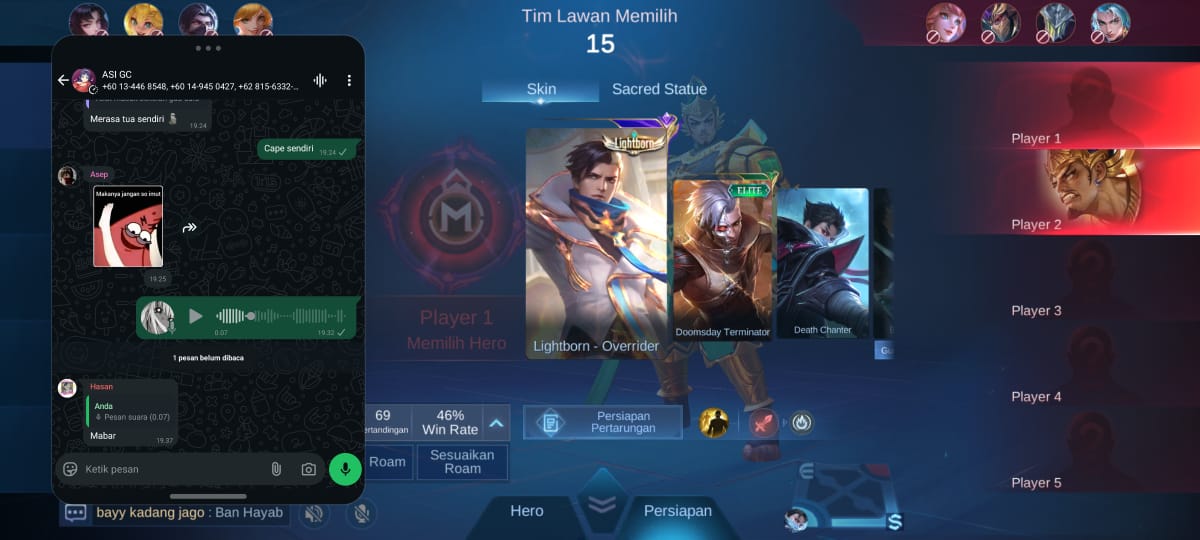 Tim Lawan Memilih
15
Skin
Sacred Statue
Lightborn
Lightborn - Overrider
ELITE
Doomsday Terminator
Death Chanter
Player 1
Memilih Hero
69
46%
Win Rate
Persiapan
Pertarungan
Roam
Sesuaikan
Roam
Hero
Persiapan
bayy kadang jago : Ban Hayab
Player 1
Player 2
Player 3
Player 4
Player 5
ASI GC
+60 13-446 8548, +60 14-945 0427, +62 815-6332-...
Merasa tua sendiri
19.24
Cape sendiri
19.24
Asep
Makanya jangan so imut
19.25
0.07
19.32
1 pesan belum dibaca
Hasan
Anda
Pesan suara (0.07)
Mabar
19.37
Ketik pesan